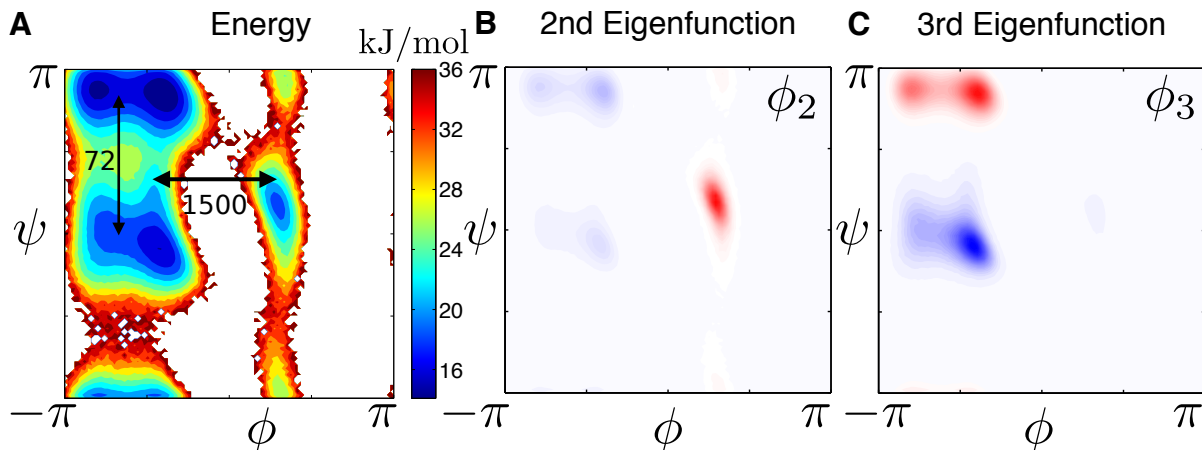 A Energy kJ/mol B 2nd Eigenfunction C 3rd Eigenfunction
π
ψ
−π
ϕ
π
72
1500
36
32
28
24
20
16
π
ψ
−π
ϕ
π
ϕ2
π
ψ
−π
ϕ
π
ϕ3